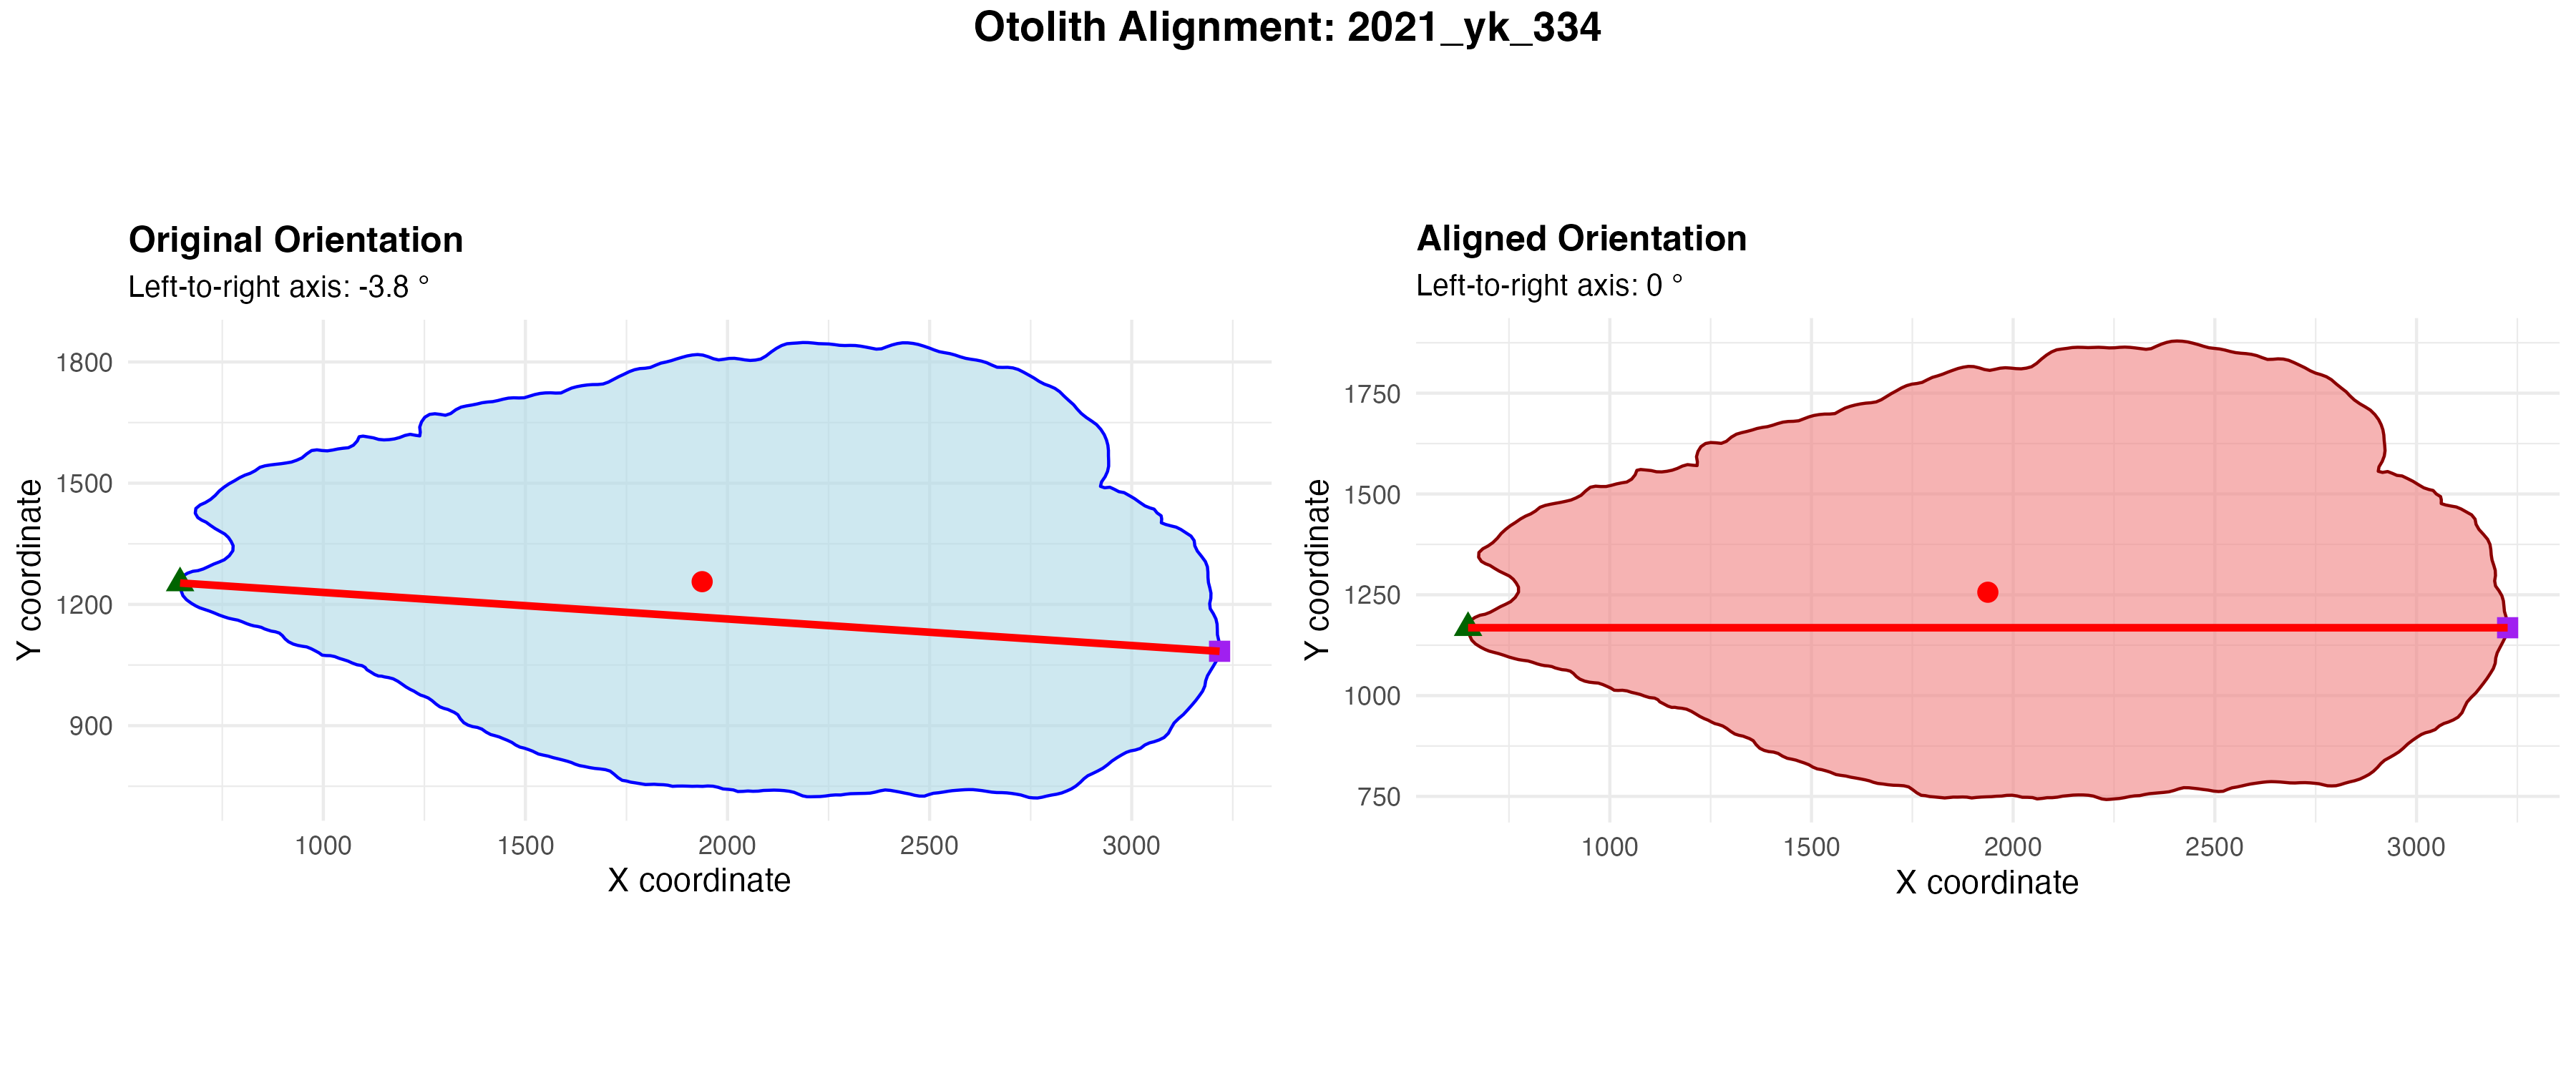 Otolith Alignment: 2021_yk_334
Original Orientation
Left-to-right axis: -3.8 °
1800
1500
1200
900
Y coordinate
1000 1500 2000 2500 3000
X coordinate
Aligned Orientation
Left-to-right axis: 0 °
1750
1500
1250
1000
750
Y coordinate
1000 1500 2000 2500 3000
X coordinate